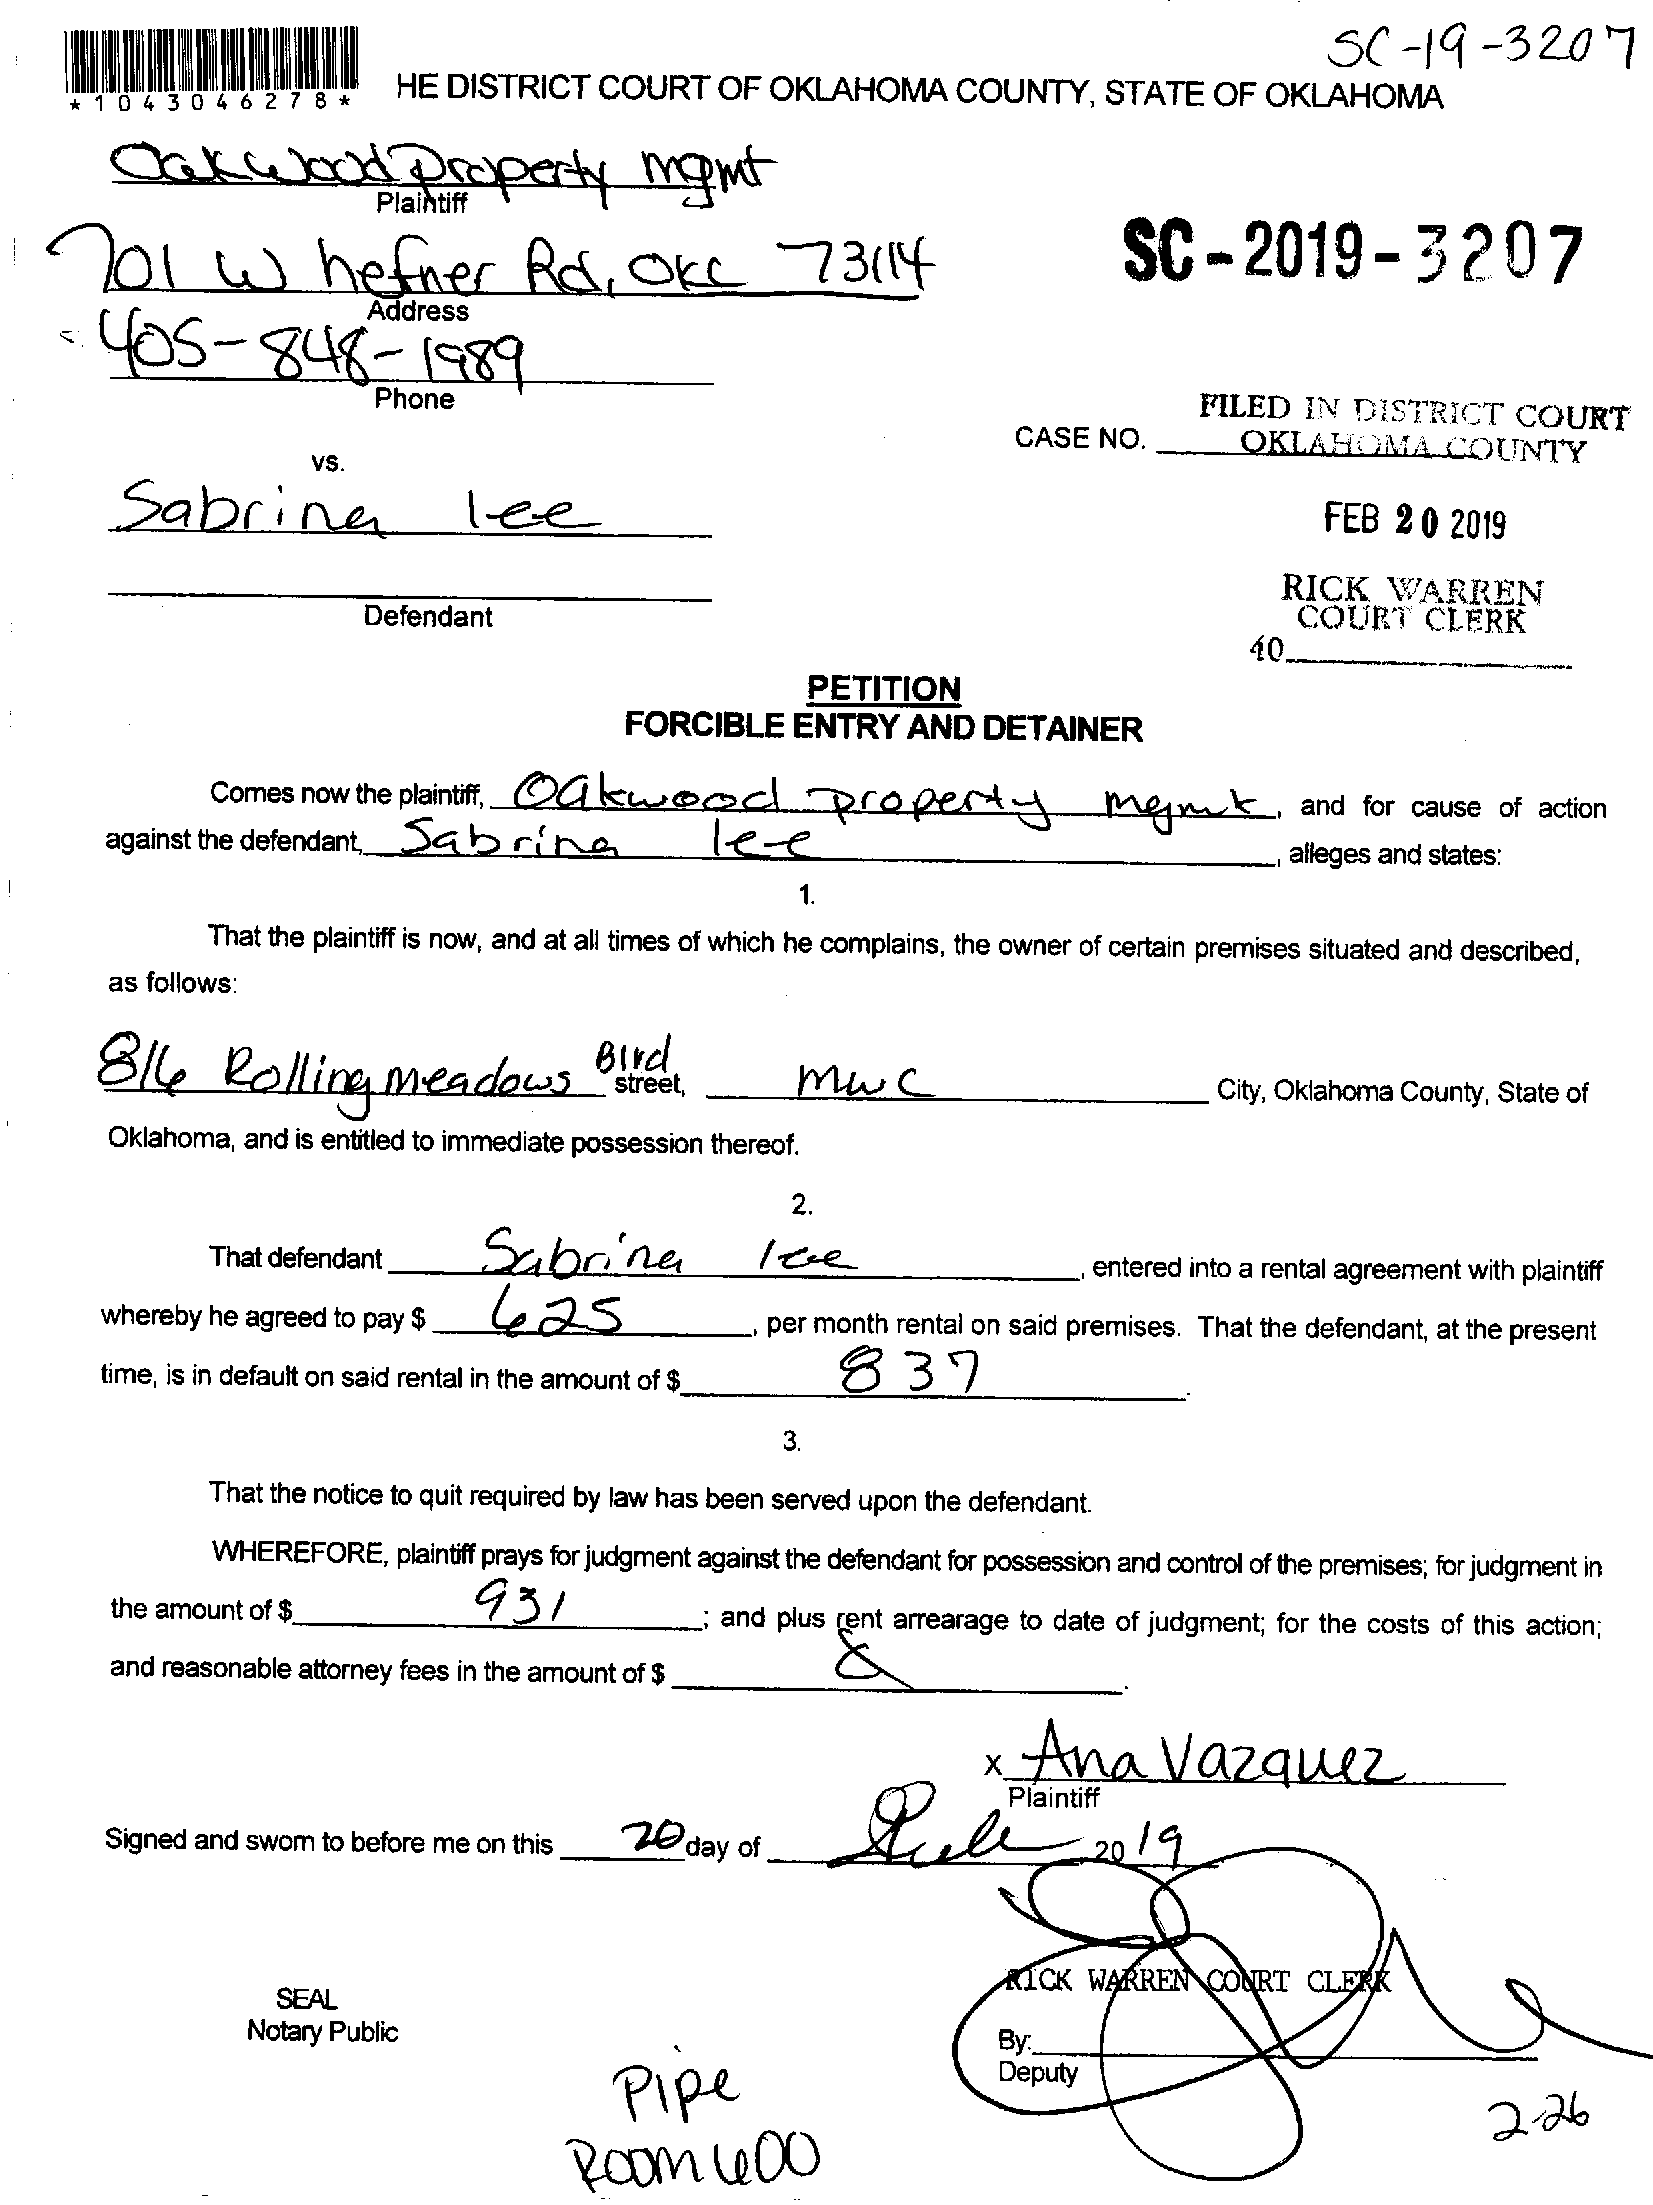 SC-19-3207
*1043046278*
HE DISTRICT COURT OF OKLAHOMA COUNTY, STATE OF OKLAHOMA
Oakwood Property mgmt
Plaintiff
701 W hefner Rd, OKC 73114
Address
SC-2019-3207
405-848-1989
Phone
FILED IN DISTRICT COURT
CASE NO. OKLAHOMA COUNTY
vs.
Sabrina lee
FEB 20 2019
Defendant
RICK WARREN
COURT CLERK
40
PETITION
FORCIBLE ENTRY AND DETAINER
Comes now the plaintiff, Oakwood property mgmt, and for cause of action
against the defendant, Sabrina lee, alleges and states:
1.
That the plaintiff is now, and at all times of which he complains, the owner of certain premises situated and described,
as follows:
816 Rolling meadows Blvd street, mwc City, Oklahoma County, State of
Oklahoma, and is entitled to immediate possession thereof.
2.
That defendant Sabrina lee, entered into a rental agreement with plaintiff
whereby he agreed to pay $ 625, per month rental on said premises. That the defendant, at the present
time, is in default on said rental in the amount of $ 837.
3.
That the notice to quit required by law has been served upon the defendant.
WHEREFORE, plaintiff prays for judgment against the defendant for possession and control of the premises; for judgment in
the amount of $ 931; and plus rent arrearage to date of judgment; for the costs of this action;
and reasonable attorney fees in the amount of $
x Ana Vazquez
Plaintiff
Signed and sworn to before me on this 20 day of 2019
RICK WARREN COURT CLERK
SEAL
Notary Public
By:
Deputy
Pipe
Room 600
2-26